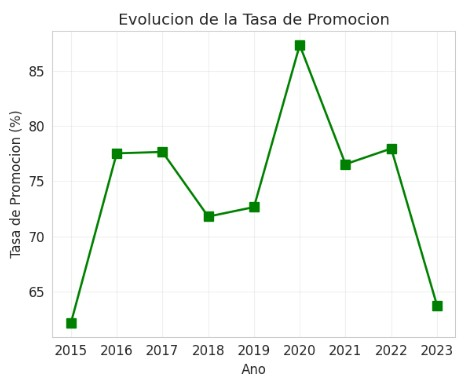 Evolucion de la Tasa de Promocion
Tasa de Promocion (%)
85
80
75
70
65
2015 2016 2017 2018 2019 2020 2021 2022 2023
Ano